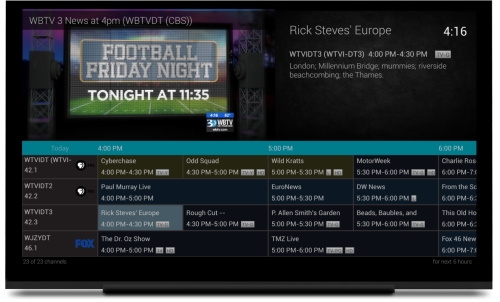 WBTV 3 News at 4pm (WBTVDT (CBS))
FOOTBALL
FRIDAY NIGHT
TONIGHT AT 11:35
4:16 62°
3 WBTV
wbtv.com
Rick Steves' Europe 4:16
WTVIDT3 (WTVI-DT3) 4:00 PM-4:30 PM TV-G
London; Millennium Bridge; mummies; riverside
beachcombing, the Thames.
Today 4:00 PM 5:00 PM 6:00 PM
WTVIDT (WTVI- Cyberchase Odd Squad Wild Kratts MotorWeek Charlie Ros
42.1 4:00 PM-4:30 PM 4:30 PM-5:00 PM 5:00 PM-5:30 PM 5:30 PM-6:00 PM 6:00 PM-7:
WTVIDT2 Paul Murray Live EuroNews DW News From the Sc
42.2 4:00 PM-5:00 PM 5:00 PM-5:30 PM 5:30 PM-6:00 PM 6:00 PM-6:
WTVIDT3 Rick Steves' Europe Rough Cut -- P. Allen Smith's Garden Beads, Baubles, and This Old Ho
42.3 4:00 PM-4:30 PM 4:30 PM-5:00 PM 5:00 PM-5:30 PM 5:30 PM-6:00 PM 6:00 PM-6:
WJZYDT FOX The Dr. Oz Show TMZ Live Fox 46 New
46.1 4:00 PM-5:00 PM 5:00 PM-6:00 PM 6:00 PM-
23 of 23 channels for next 6 hours